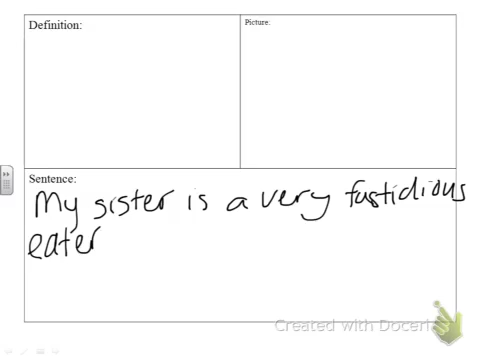 Definition:
Picture:
Sentence:
My sister is a very fastidious
eater
Created with Doceri